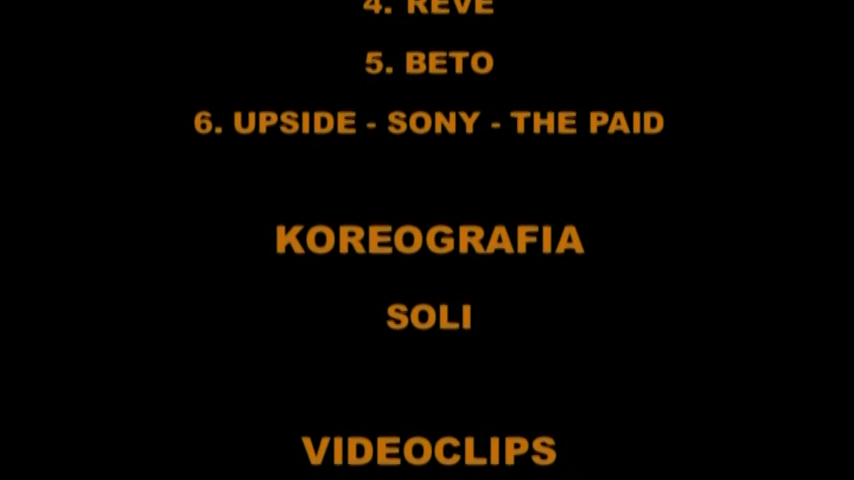 4. REVE
5. BETO
6. UPSIDE - SONY - THE PAID
KOREOGRAFIA
SOLI
VIDEOCLIPS